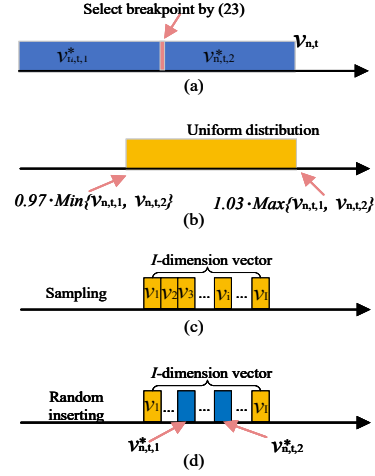 Select breakpoint by (23)
v*n,t,1 v*n,t,2 vn,t
(a)
Uniform distribution
0.97·Min{vn,t,1, vn,t,2} 1.03·Max{vn,t,1, vn,t,2}
(b)
I-dimension vector
Sampling v1 v2 v3 ... vi ... vI
(c)
I-dimension vector
Random v1 ... ... vI
inserting
v*n,t,1 v*n,t,2
(d)